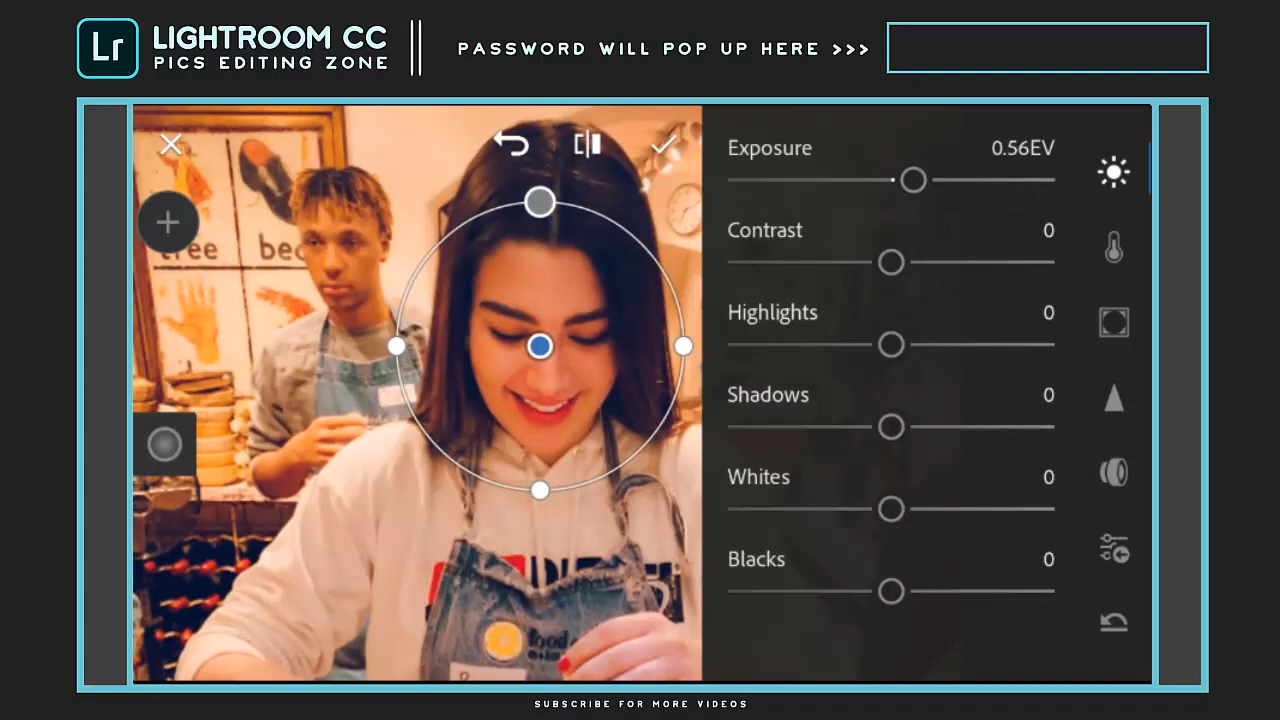 Lr
LIGHTROOM CC
PICS EDITING ZONE
PASSWORD WILL POP UP HERE >>>
Exposure 0.56EV
Contrast 0
Highlights 0
Shadows 0
Whites 0
Blacks 0
food
SUBSCRIBE FOR MORE VIDEOS